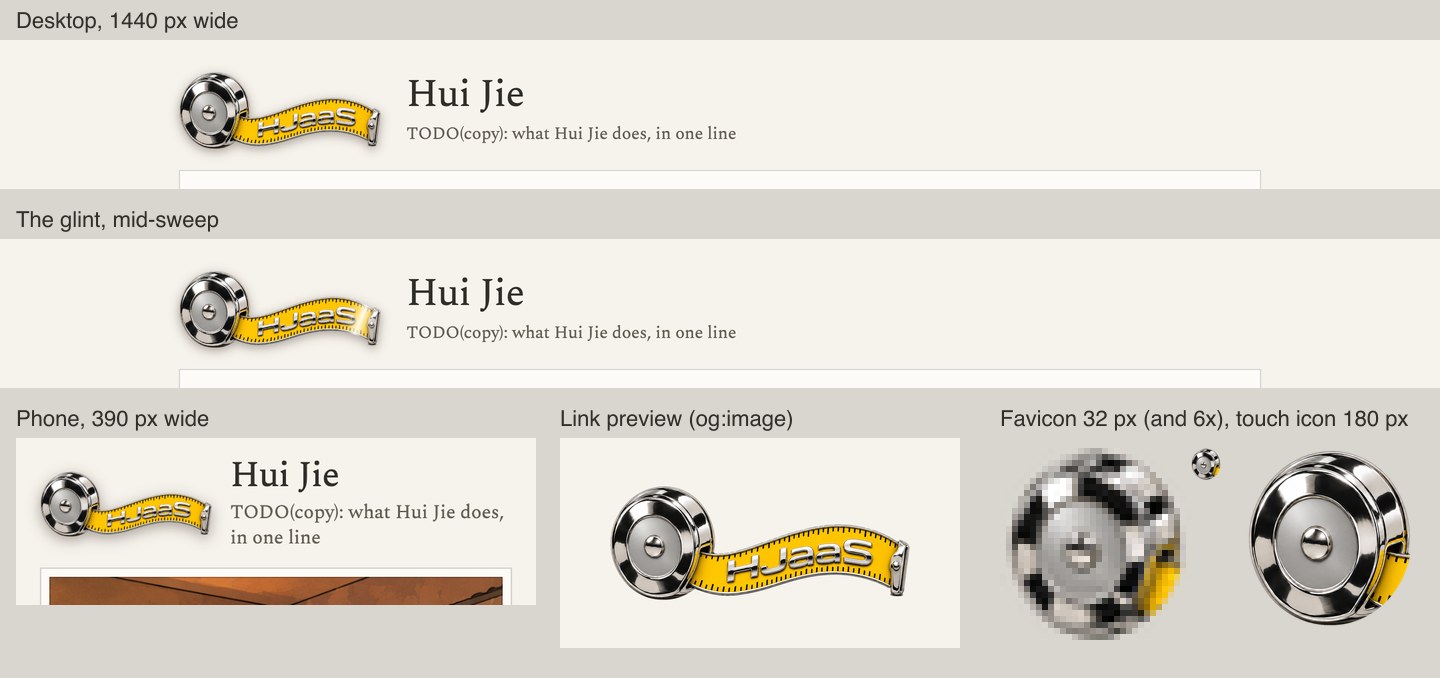 Desktop, 1440 px wide
HJaaS
Hui Jie
TODO(copy): what Hui Jie does, in one line
The glint, mid-sweep
HJaaS
Hui Jie
TODO(copy): what Hui Jie does, in one line
Phone, 390 px wide
HJaaS
Hui Jie
TODO(copy): what Hui Jie does,
in one line
Link preview (og:image)
HJaaS
Favicon 32 px (and 6x), touch icon 180 px